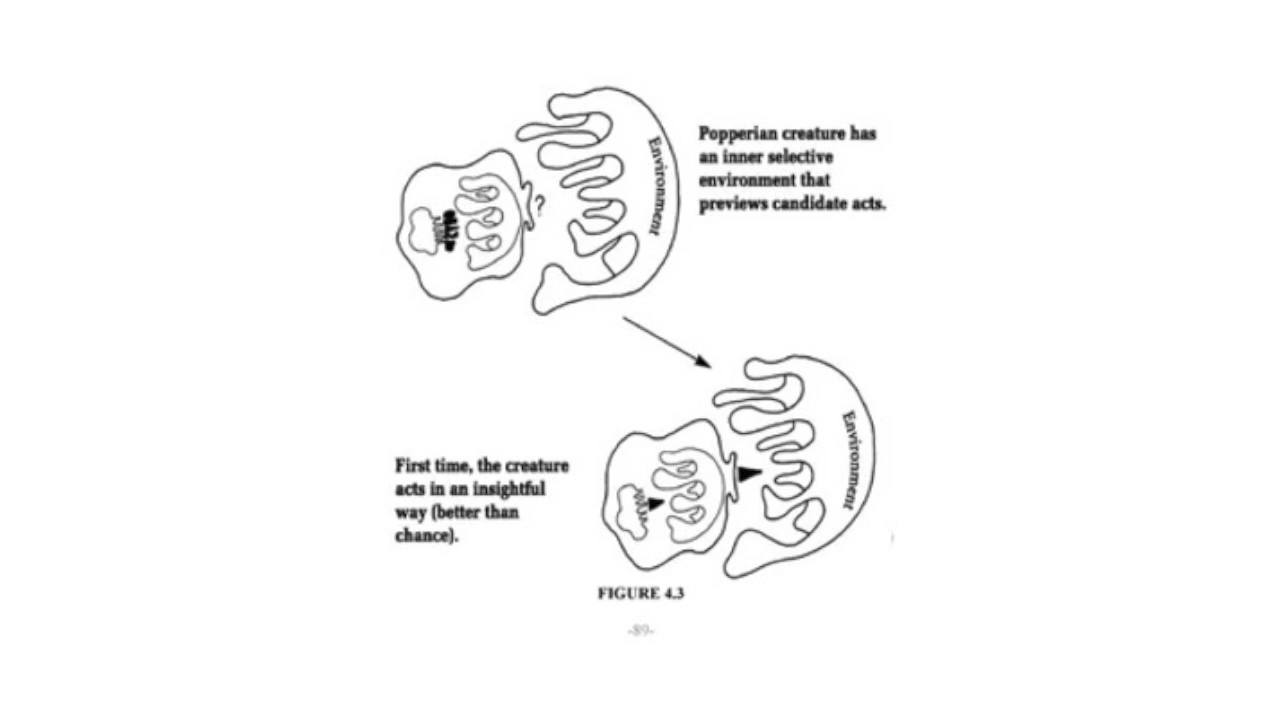 Popperian creature has
an inner selective
environment that
previews candidate acts.
Environment
?
Environment
First time, the creature
acts in an insightful
way (better than
chance).
FIGURE 4.3
-89-